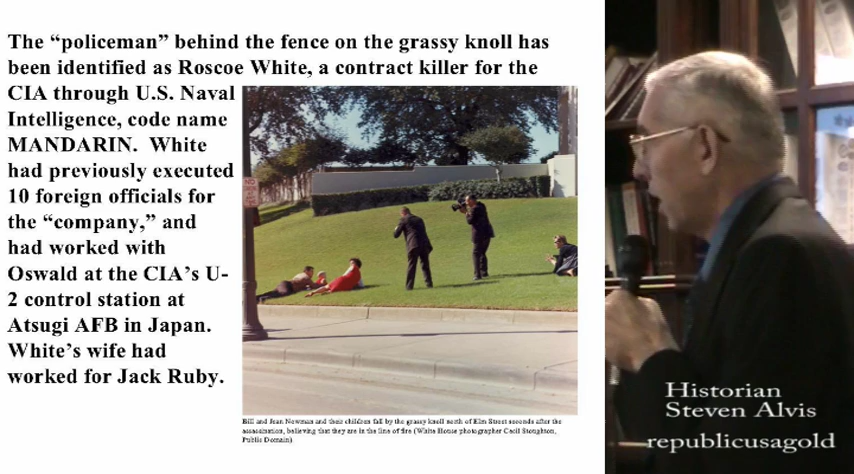 The “policeman” behind the fence on the grassy knoll has
been identified as Roscoe White, a contract killer for the
CIA through U.S. Naval
Intelligence, code name
MANDARIN.  White
had previously executed
10 foreign officials for
the “company,” and
had worked with
Oswald at the CIA’s U-
2 control station at
Atsugi AFB in Japan.
White’s wife had
worked for Jack Ruby.
Bill and Jean Newman and their children fall by the grassy knoll north of Elm Street seconds after the
assassination, believing that they are in the line of fire (White House photographer Cecil Stoughton,
Public Domain)
Historian
Steven Alvis
republicusagold